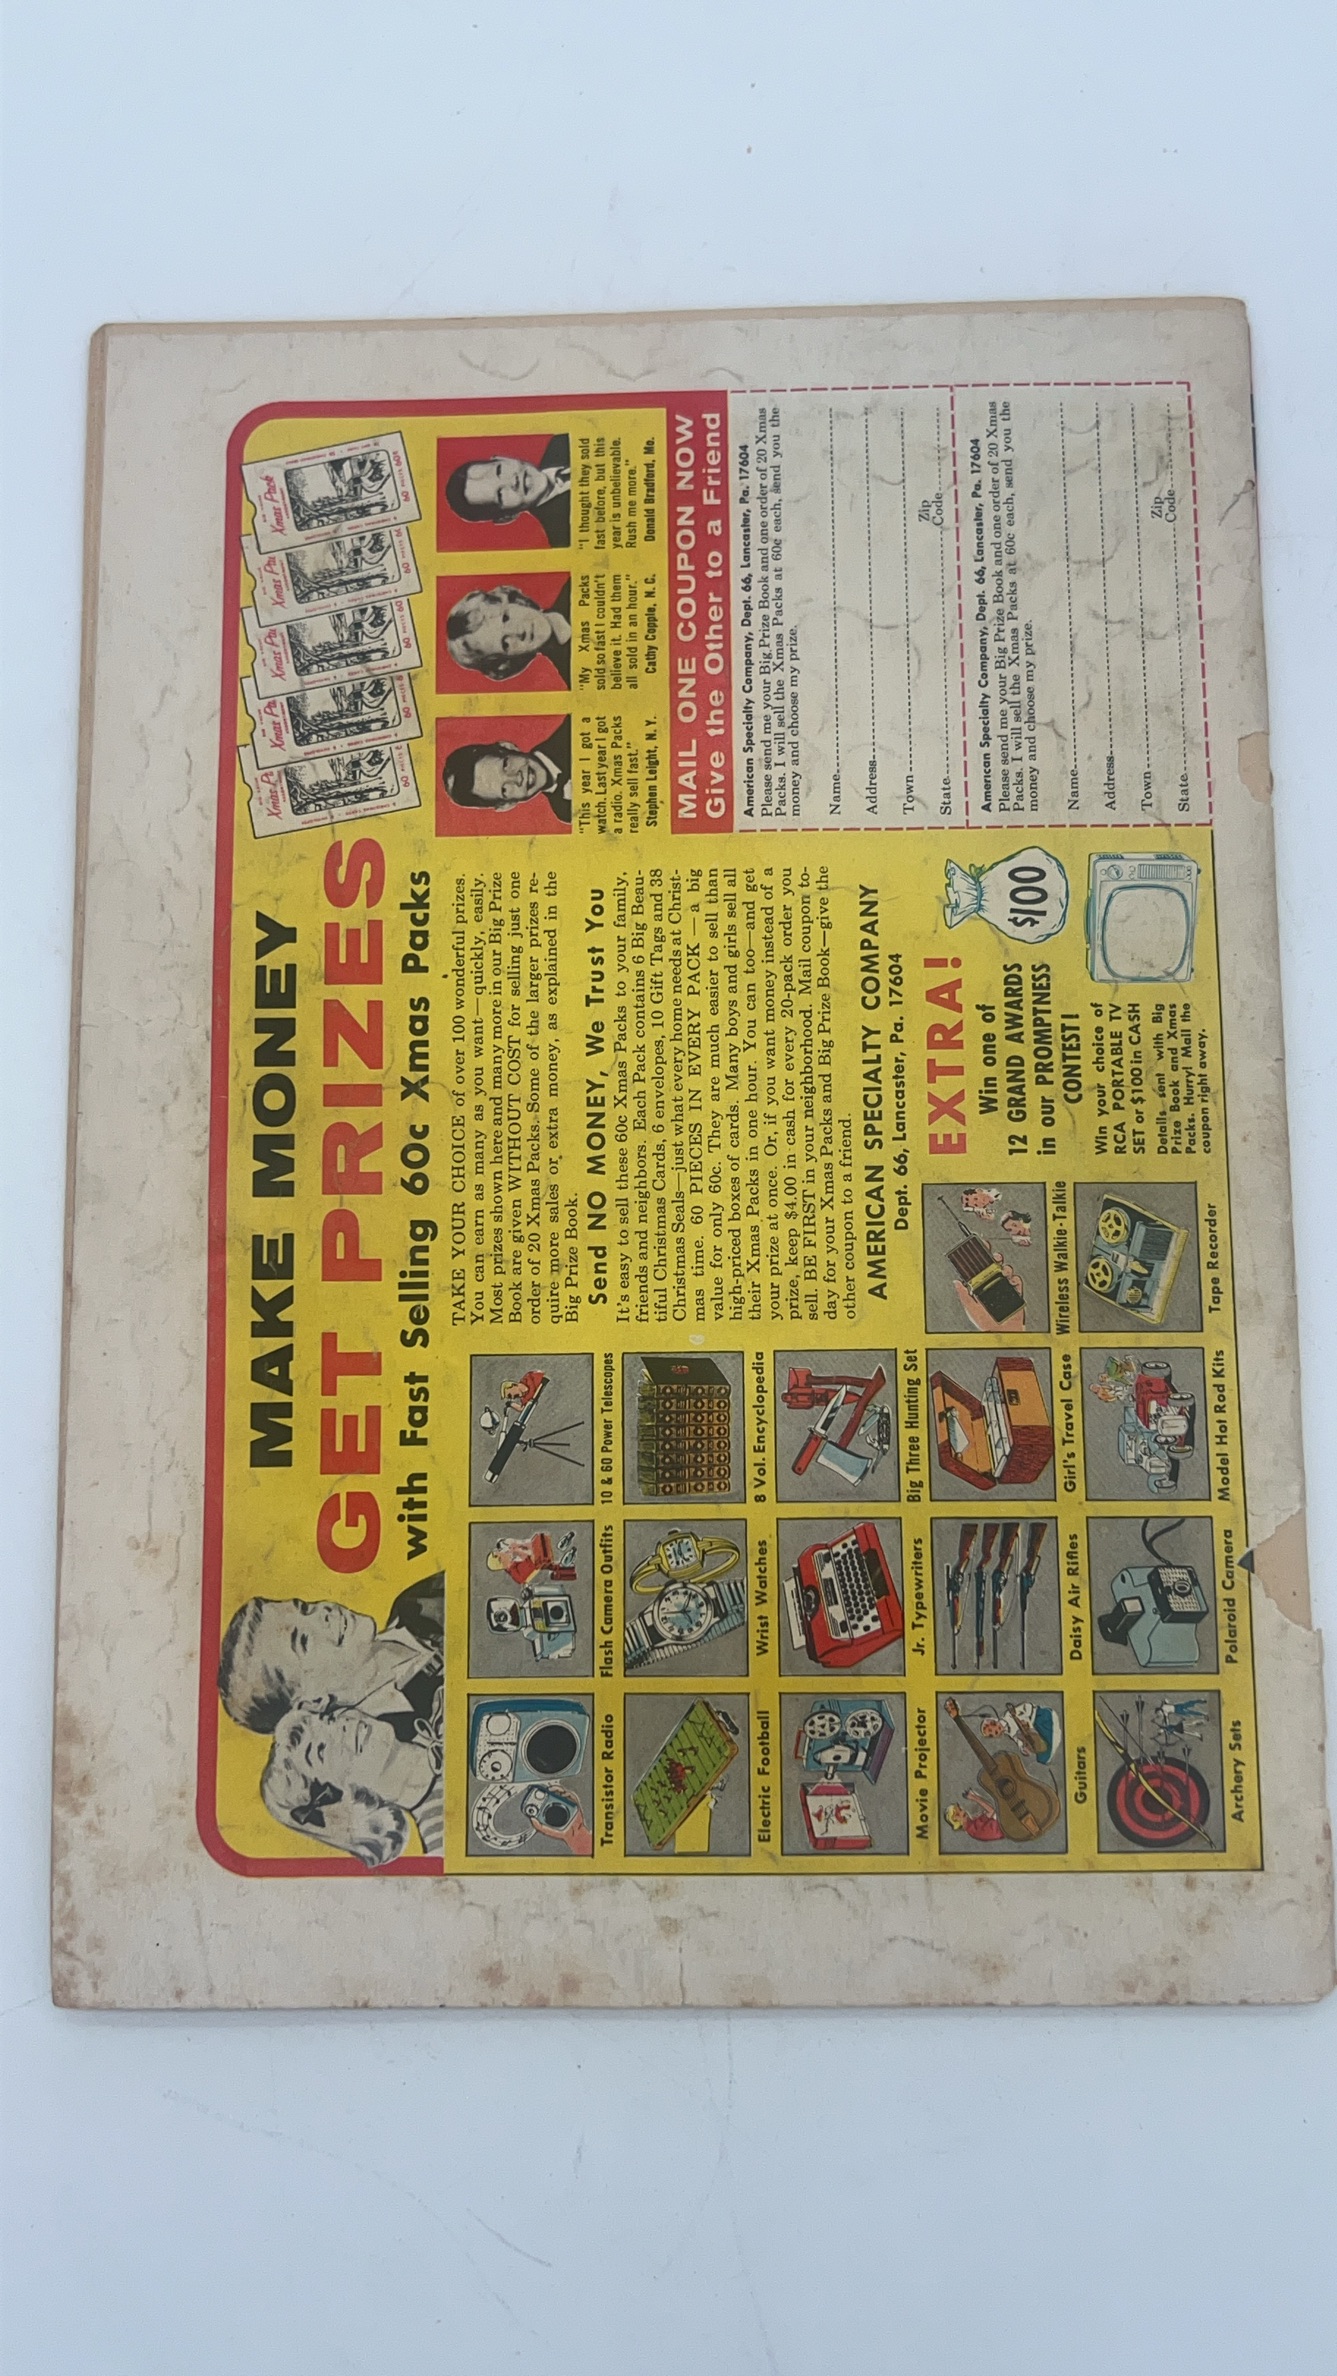 MAKE MONEY
GET PRIZES
with Fast Selling 60c Xmas Packs
Xmas Pack
60
TAKE YOUR CHOICE of over 100 wonderful prizes.
You can earn as many as you want—quickly, easily.
Most prizes shown here and many more in our Big Prize
Book are given WITHOUT COST for selling just one
order of 20 Xmas Packs. Some of the larger prizes re-
quire more sales or extra money, as explained in the
Big Prize Book.
Send NO MONEY, We Trust You
It's easy to sell these 60c Xmas Packs to your family,
friends and neighbors. Each Pack contains 6 Big Beau-
tiful Christmas Cards, 6 envelopes, 10 Gift Tags and 38
Christmas Seals—just what every home needs at Christ-
mas time. 60 PIECES IN EVERY PACK — a big
value for only 60c. They are much easier to sell than
high-priced boxes of cards. Many boys and girls sell all
their Xmas Packs in one hour. You can too—and get
your prize at once. Or, if you want money instead of a
prize, keep $4.00 in cash for every 20-pack order you
sell. BE FIRST in your neighborhood. Mail coupon to-
day for your Xmas Packs and Big Prize Book—give the
other coupon to a friend.
AMERICAN SPECIALTY COMPANY
Dept. 66, Lancaster, Pa. 17604
Transistor Radio
Flash Camera Outfits
10 & 60 Power Telescopes
Electric Football
Wrist Watches
8 Vol. Encyclopedia
Movie Projector
Jr. Typewriters
Big Three Hunting Set
Guitars
Daisy Air Rifles
Girl's Travel Case
Wireless Walkie-Talkie
Archery Sets
Polaroid Camera
Model Hot Rod Kits
Tape Recorder
EXTRA!
Win one of
12 GRAND AWARDS
in our PROMPTNESS
CONTEST!
$100
Win your choice of
RCA PORTABLE TV
SET or $100 in CASH
Details sent with Big
Prize Book and Xmas
Packs. Hurry! Mail the
coupon right away.
"This year I got a
watch. Last year I got
a radio. Xmas Packs
really sell fast."
Stephen Leight, N.Y.
"My Xmas Packs
sold so fast I couldn't
believe it. Had them
all sold in an hour."
Cathy Copple, N.C.
"I thought they sold
fast before, but this
year is unbelievable.
Rush me more."
Donald Bradford, Mo.
MAIL ONE COUPON NOW
Give the Other to a Friend
American Specialty Company, Dept. 66, Lancaster, Pa. 17604
Please send me your Big Prize Book and one order of 20 Xmas
Packs. I will sell the Xmas Packs at 60c each, send you the
money and choose my prize.
Name
Address
Town
State Zip Code
American Specialty Company, Dept. 66, Lancaster, Pa. 17604
Please send me your Big Prize Book and one order of 20 Xmas
Packs. I will sell the Xmas Packs at 60c each, send you the
money and choose my prize.
Name
Address
Town
State Zip Code